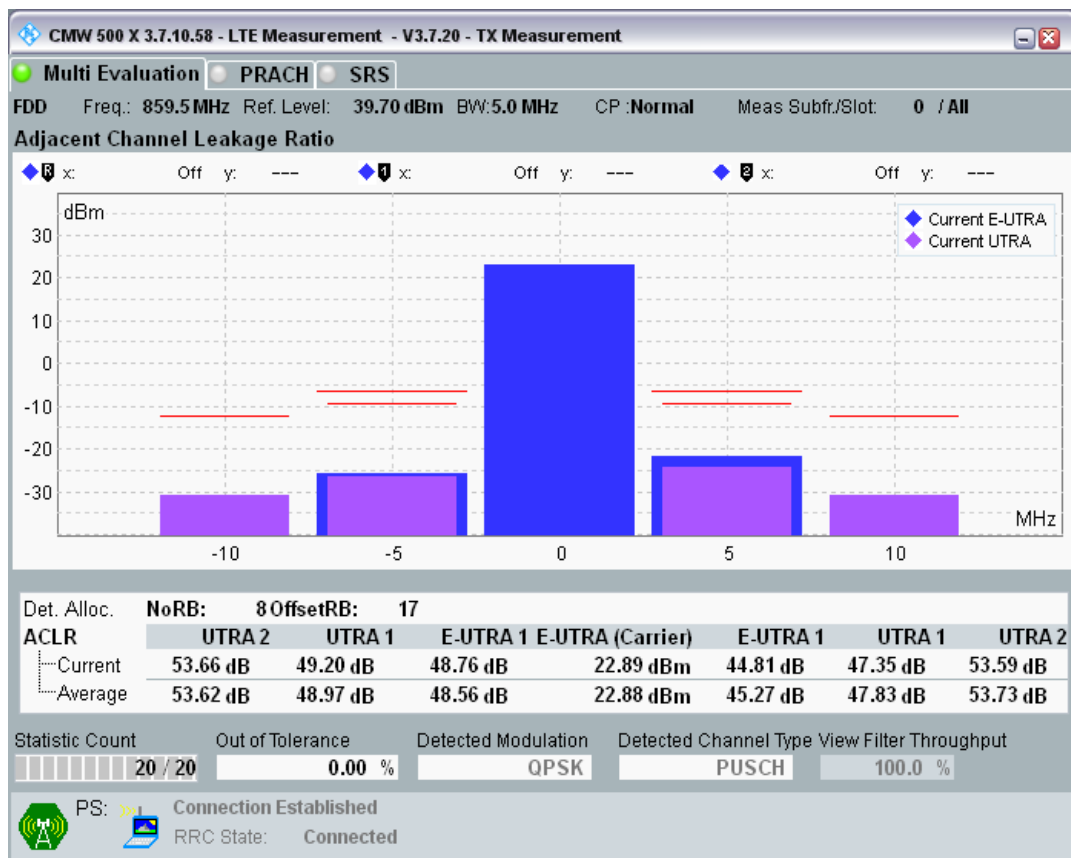 CMW 500 X 3.7.10.58 - LTE Measurement - V3.7.20 - TX Measurement
Multi Evaluation PRACH SRS
FDD Freq.: 859.5 MHz Ref. Level: 39.70 dBm BW:5.0 MHz CP :Normal Meas Subfr./Slot: 0 / All
Adjacent Channel Leakage Ratio
R x: Off y: --- 1 x: Off y: --- 2 x: Off y: ---
dBm
Current E-UTRA
Current UTRA
30
20
10
0
-10
-20
-30
MHz
-10 -5 0 5 10
Det. Alloc. NoRB: 8 OffsetRB: 17
ACLR UTRA 2 UTRA 1 E-UTRA 1 E-UTRA (Carrier) E-UTRA 1 UTRA 1 UTRA 2
Current 53.66 dB 49.20 dB 48.76 dB 22.89 dBm 44.81 dB 47.35 dB 53.59 dB
Average 53.62 dB 48.97 dB 48.56 dB 22.88 dBm 45.27 dB 47.83 dB 53.73 dB
Statistic Count Out of Tolerance Detected Modulation Detected Channel Type View Filter Throughput
20 / 20 0.00 % QPSK PUSCH 100.0 %
PS: Connection Established
RRC State: Connected